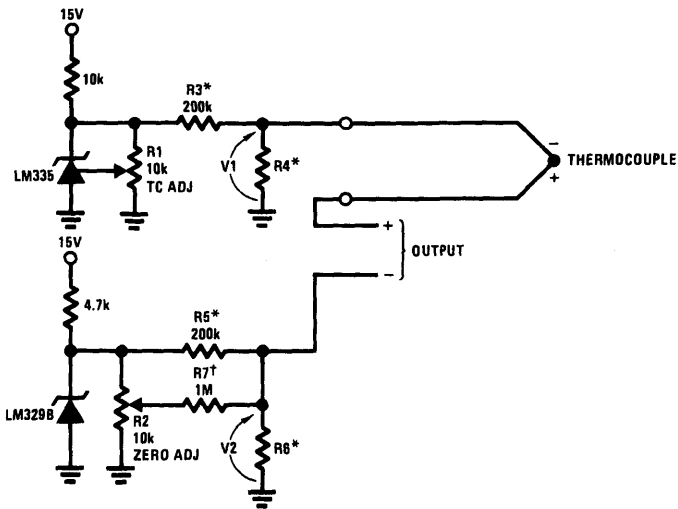 15V
10k
R3*
200k
LM335
R1
10k
TC ADJ
V1
R4*
−
THERMOCOUPLE
+
15V
+
OUTPUT
−
4.7k
R5*
200k
R7†
1M
LM329B
R2
10k
ZERO ADJ
V2
R6*